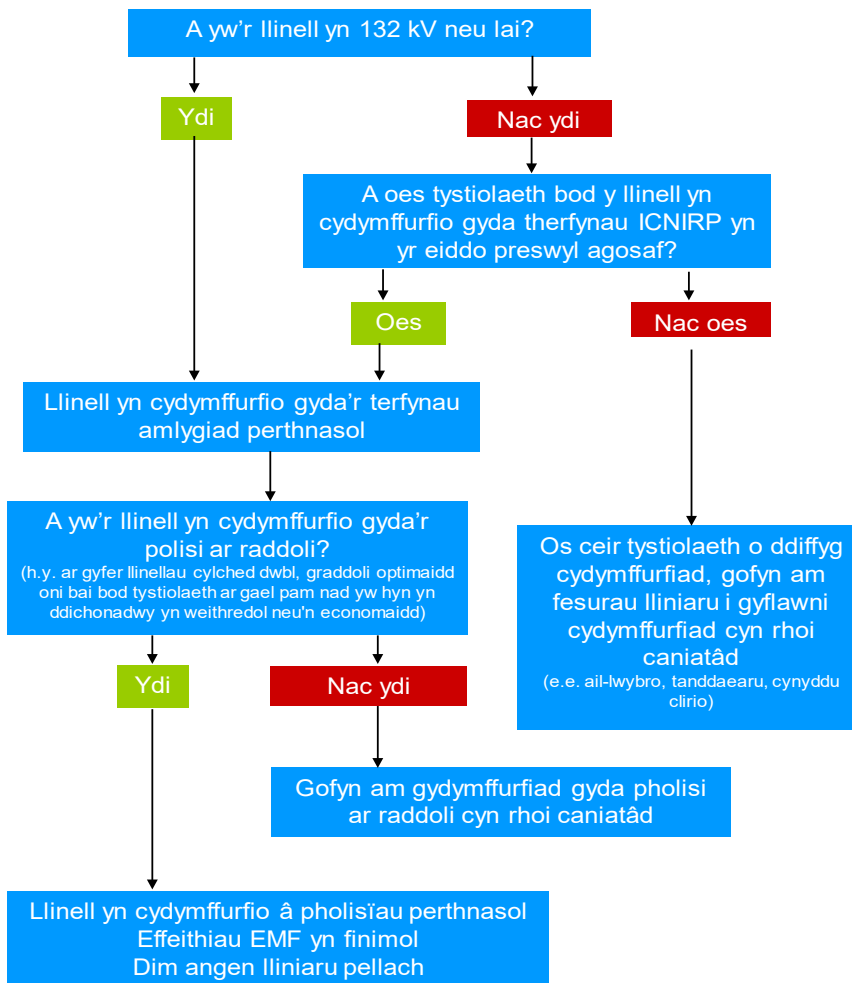 A yw'r llinell yn 132 kV neu lai?
Ydi
Nac ydi
A oes tystiolaeth bod y llinell yn
cydymffurfio gyda therfynau ICNIRP yn
yr eiddo preswyl agosaf?
Oes
Nac oes
Llinell yn cydymffurfio gyda'r terfynau
amlygiad perthnasol
A yw'r llinell yn cydymffurfio gyda'r
polisi ar raddoli?
(h.y. ar gyfer llinellau cylched dwbl, graddoli optimaidd
oni bai bod tystiolaeth ar gael pam nad yw hyn yn
ddichonadwy yn weithredol neu'n economaidd)
Os ceir tystiolaeth o ddiffyg
cydymffurfiad, gofyn am
fesurau lliniaru i gyflawni
cydymffurfiad cyn rhoi
caniatâd
(e.e. ail-lwybro, tanddaearu, cynyddu
clirio)
Ydi
Nac ydi
Gofyn am gydymffurfiad gyda pholisi
ar raddoli cyn rhoi caniatâd
Llinell yn cydymffurfio â pholisïau perthnasol
Effeithiau EMF yn finimol
Dim angen lliniaru pellach